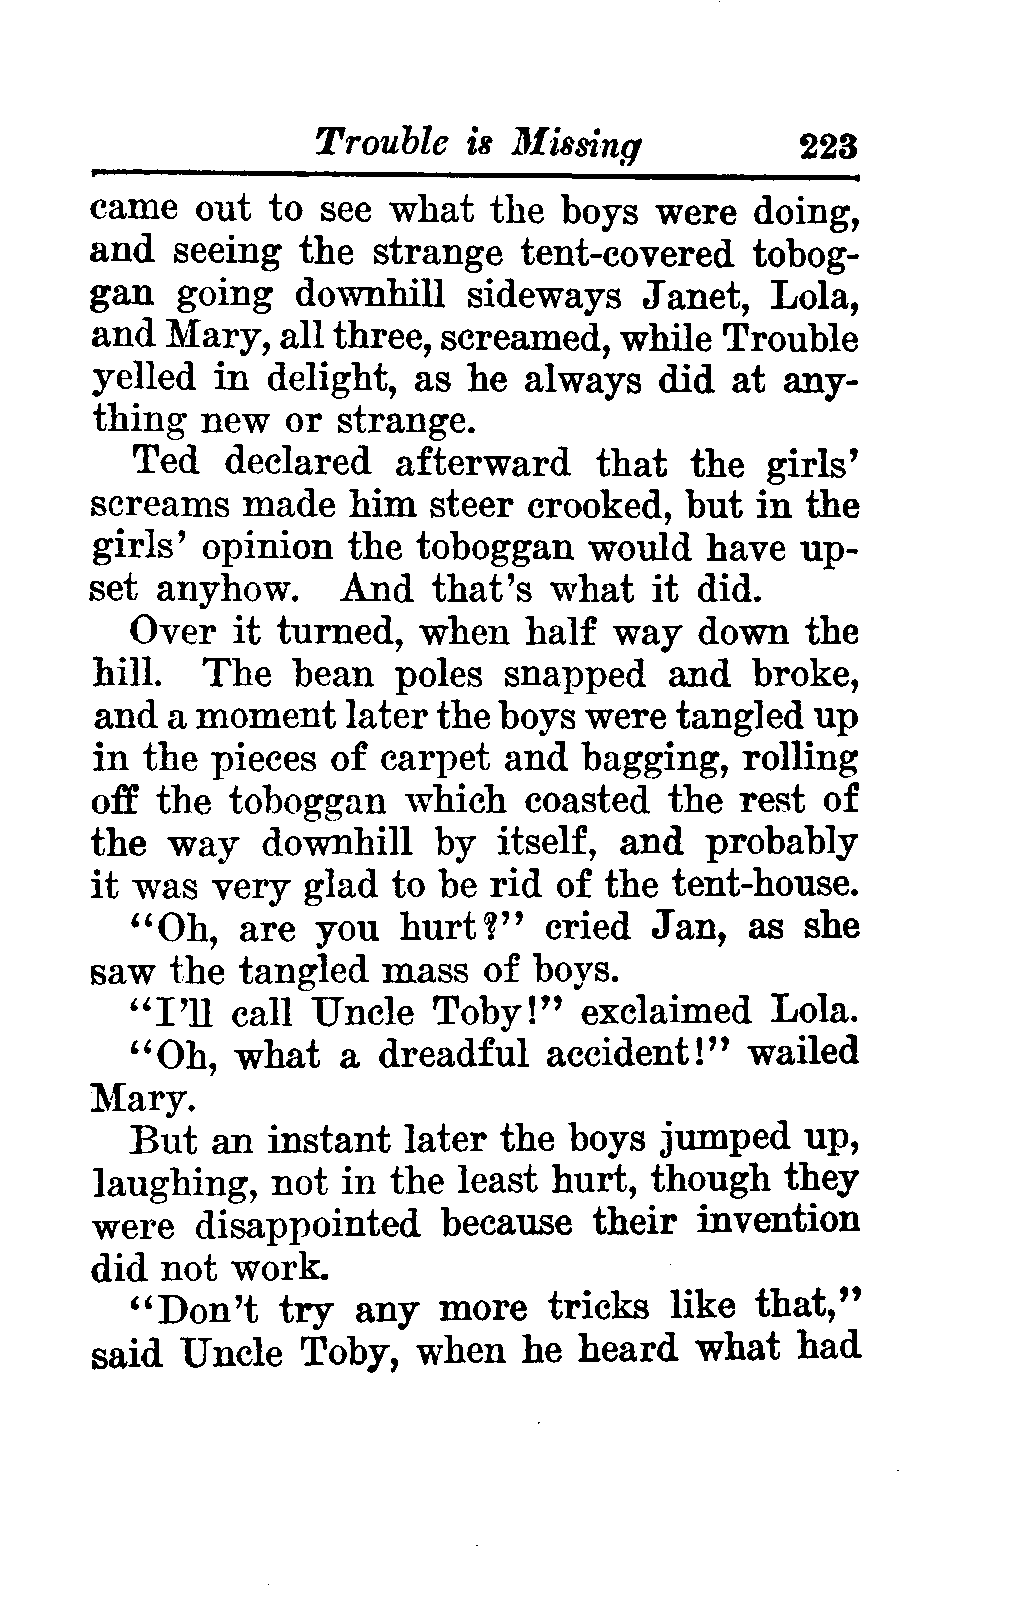 Trouble is Missing 223
came out to see what the boys were doing,
and seeing the strange tent-covered tobog-
gan going downhill sideways Janet, Lola,
and Mary, all three, screamed, while Trouble
yelled in delight, as he always did at any-
thing new or strange.
Ted declared afterward that the girls’
screams made him steer crooked, but in the
girls’ opinion the toboggan would have up-
set anyhow. And that’s what it did.
Over it turned, when half way down the
hill. The bean poles snapped and broke,
and a moment later the boys were tangled up
in the pieces of carpet and bagging, rolling
off the toboggan which coasted the rest of
the way downhill by itself, and probably
it was very glad to be rid of the tent-house.
“Oh, are you hurt?” cried Jan, as she
saw the tangled mass of boys.
“I’ll call Uncle Toby!” exclaimed Lola.
“Oh, what a dreadful accident!” wailed
Mary.
But an instant later the boys jumped up,
laughing, not in the least hurt, though they
were disappointed because their invention
did not work.
“Don’t try any more tricks like that,”
said Uncle Toby, when he heard what had